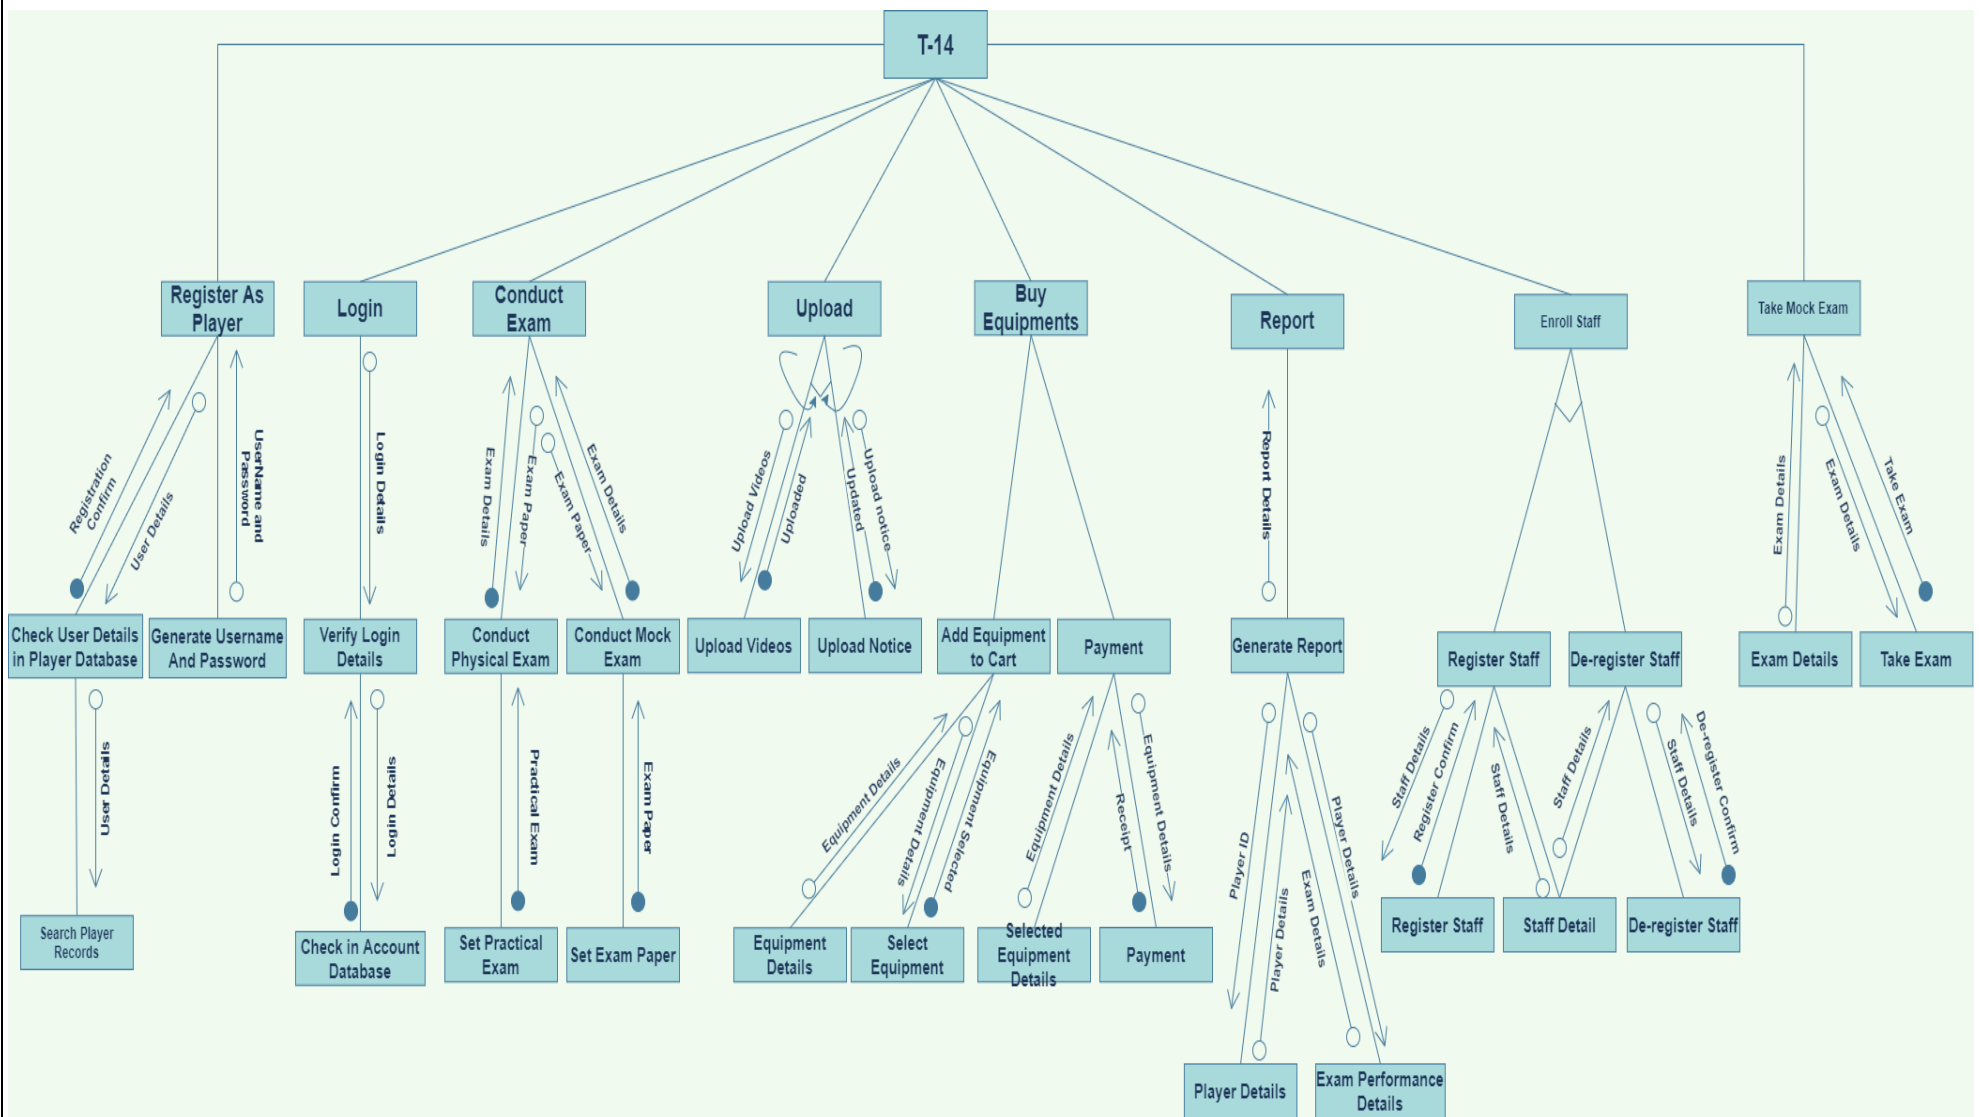 T-14
Register As
Player
Login
Conduct
Exam
Upload
Buy
Equipments
Report
Enroll Staff
Take Mock Exam
Registration
Confirm
User Details
UserName and
Password
Login Details
Exam Details
Exam Paper
Exam Paper
Exam Details
Upload Videos
Uploaded
Updated
Upload notice
Report Details
Exam Details
Exam Details
Take Exam
Check User Details
in Player Database
Generate Username
And Password
Verify Login
Details
Conduct
Physical Exam
Conduct Mock
Exam
Upload Videos
Upload Notice
Add Equipment
to Cart
Payment
Generate Report
Register Staff
De-register Staff
Exam Details
Take Exam
User Details
Login Confirm
Login Details
Practical Exam
Exam Paper
Equipment Details
Equipment Details
Equipment Selected
Equipment Details
Receipt
Equipment Details
Player ID
Player Details
Exam Details
Player Details
Staff Details
Register Confirm
Staff Details
Staff Details
Staff Details
De-register Confirm
Search Player
Records
Check in Account
Database
Set Practical
Exam
Set Exam Paper
Equipment
Details
Select
Equipment
Selected
Equipment
Details
Payment
Register Staff
Staff Detail
De-register Staff
Player Details
Exam Performance
Details